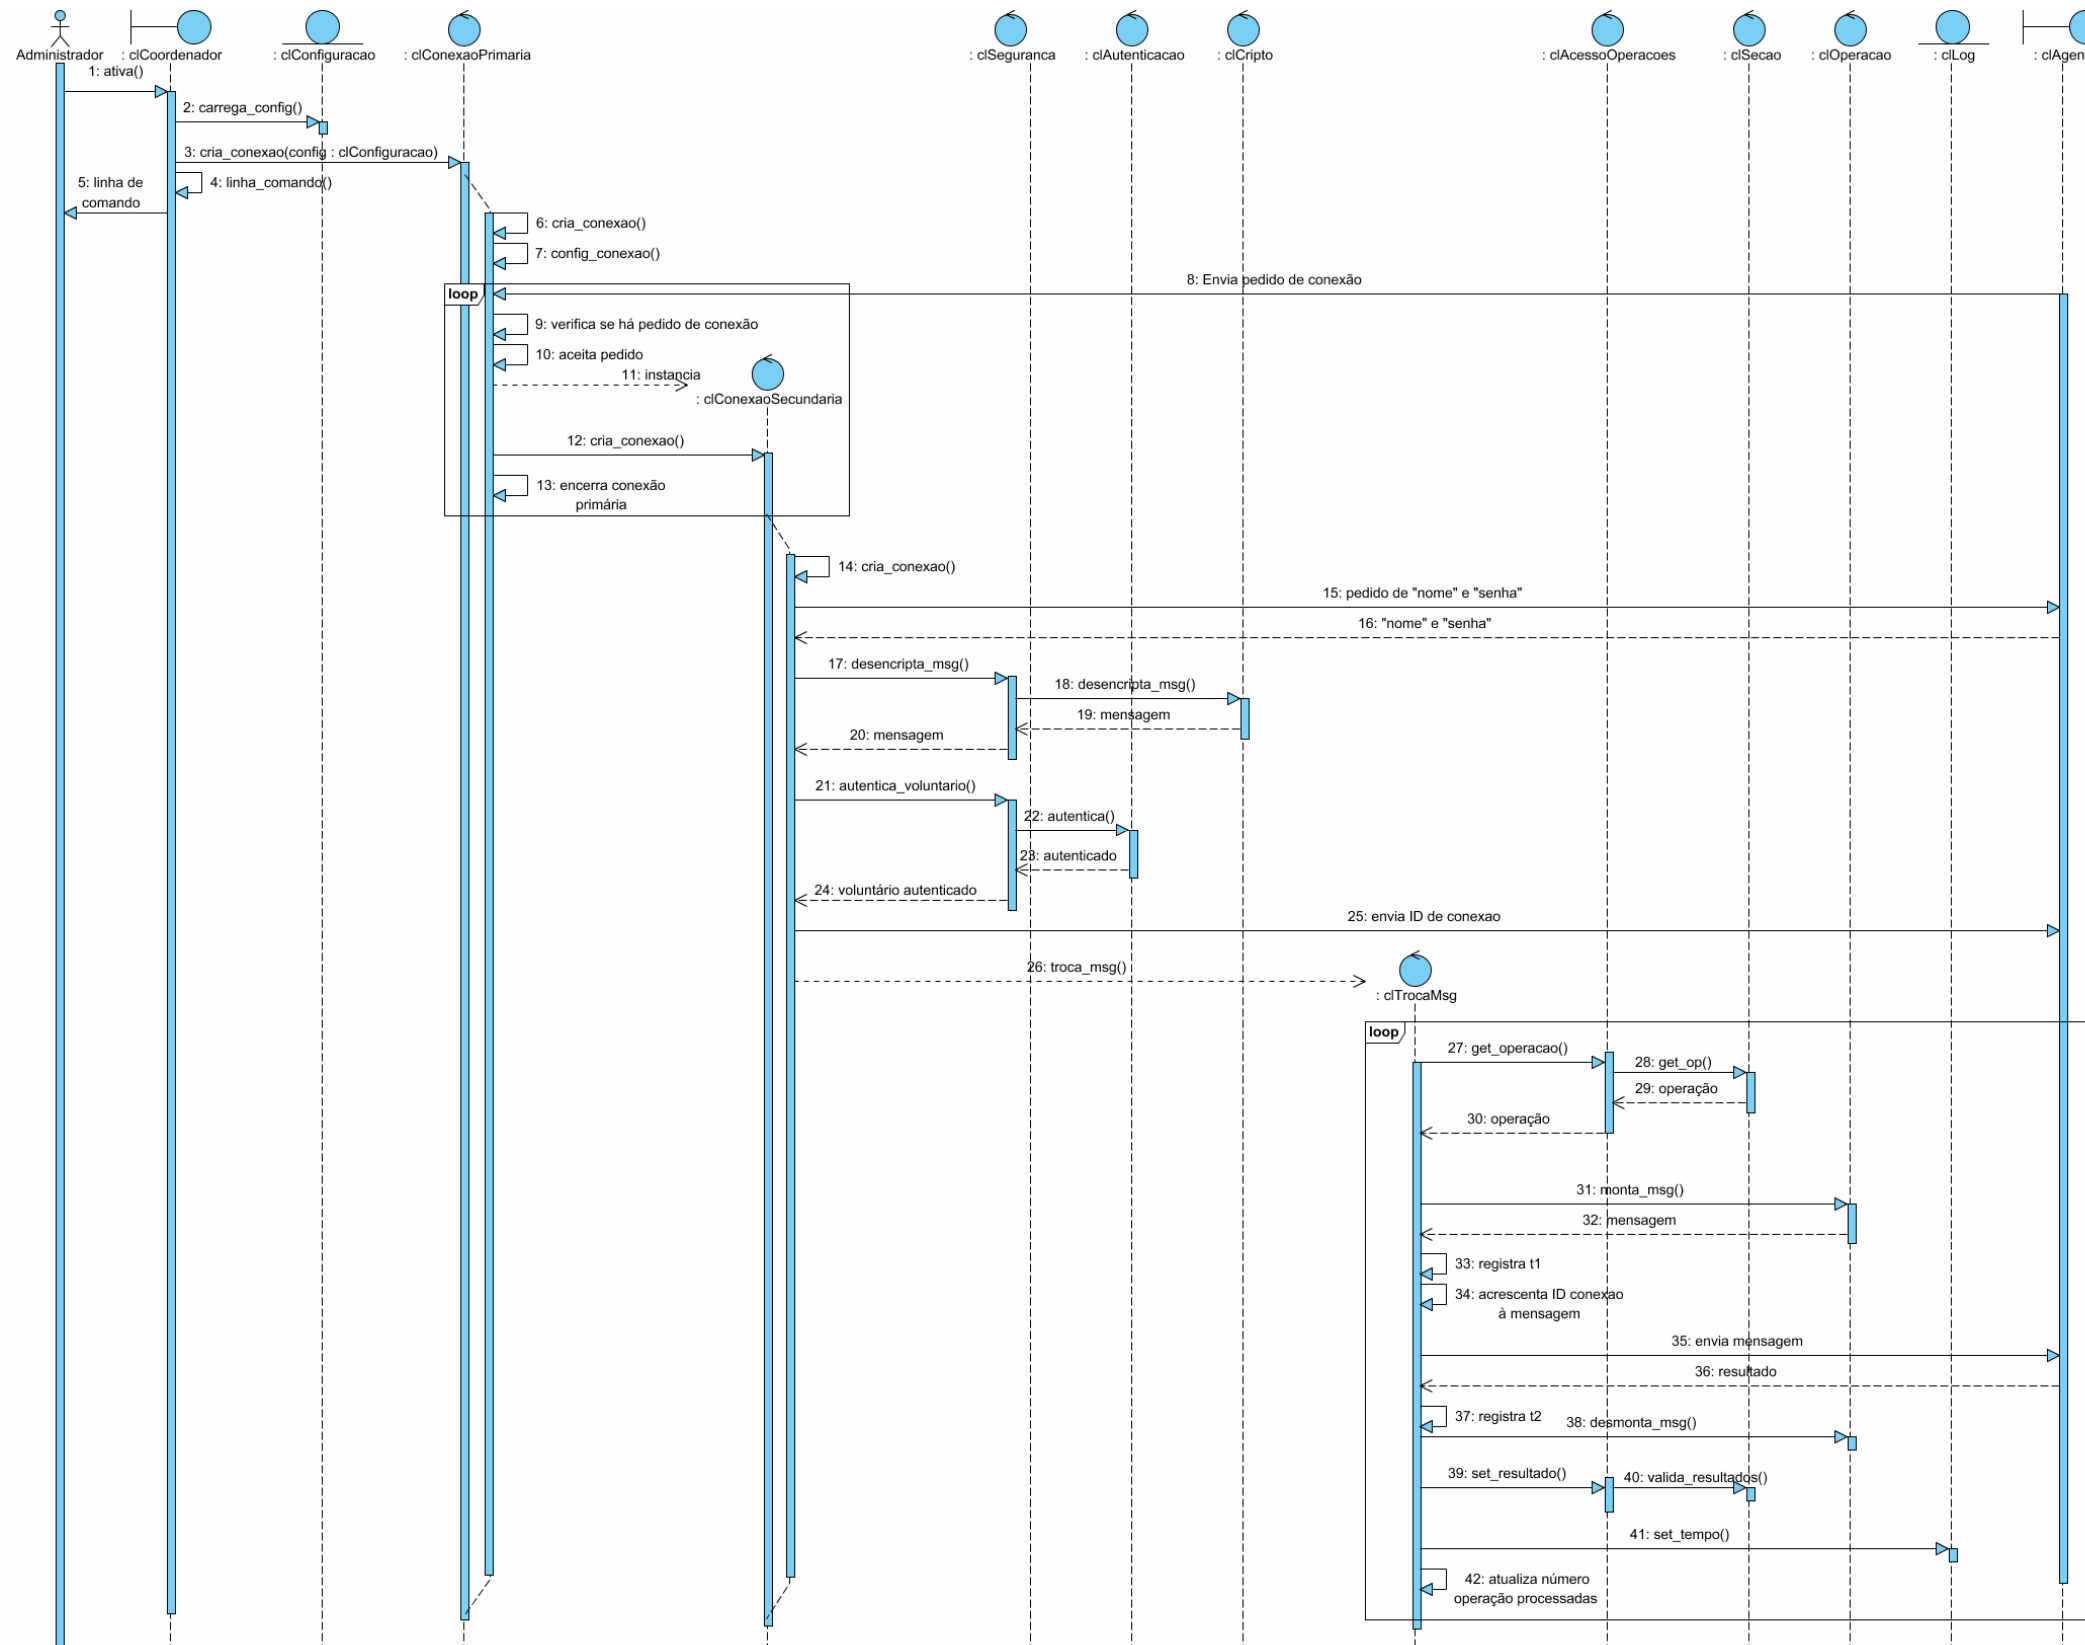 Administrador
: clCoordenador
: clConfiguracao
: clConexaoPrimaria
: clSeguranca
: clAutenticacao
: clCripto
: clAcessoOperacoes
: clSecao
: clOperacao
: clLog
: clAgen
1: ativa()
2: carrega_config()
3: cria_conexao(config : clConfiguracao)
4: linha_comando()
5: linha de
comando
6: cria_conexao()
7: config_conexao()
8: Envia pedido de conexão
loop
9: verifica se há pedido de conexão
10: aceita pedido
11: instancia
: clConexaoSecundaria
12: cria_conexao()
13: encerra conexão
primária
14: cria_conexao()
15: pedido de "nome" e "senha"
16: "nome" e "senha"
17: desencripta_msg()
18: desencripta_msg()
19: mensagem
20: mensagem
21: autentica_voluntario()
22: autentica()
23: autenticado
24: voluntário autenticado
25: envia ID de conexao
26: troca_msg()
: clTrocaMsg
loop
27: get_operacao()
28: get_op()
29: operação
30: operação
31: monta_msg()
32: mensagem
33: registra t1
34: acrescenta ID conexao
à mensagem
35: envia mensagem
36: resultado
37: registra t2
38: desmonta_msg()
39: set_resultado()
40: valida_resultados()
41: set_tempo()
42: atualiza número
operação processadas